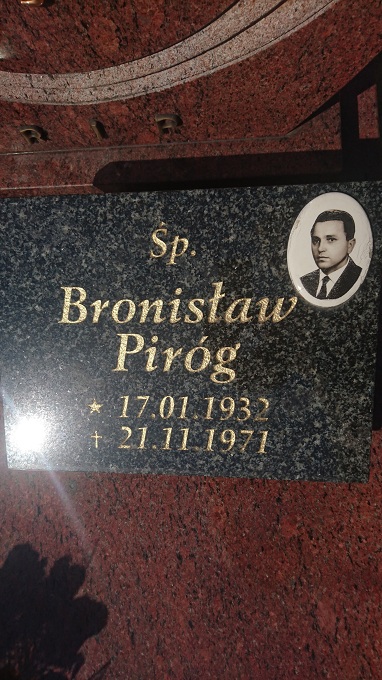 R I P
Śp.
Bronisław
Piróg
★ 17.01.1932
† 21.11.1971